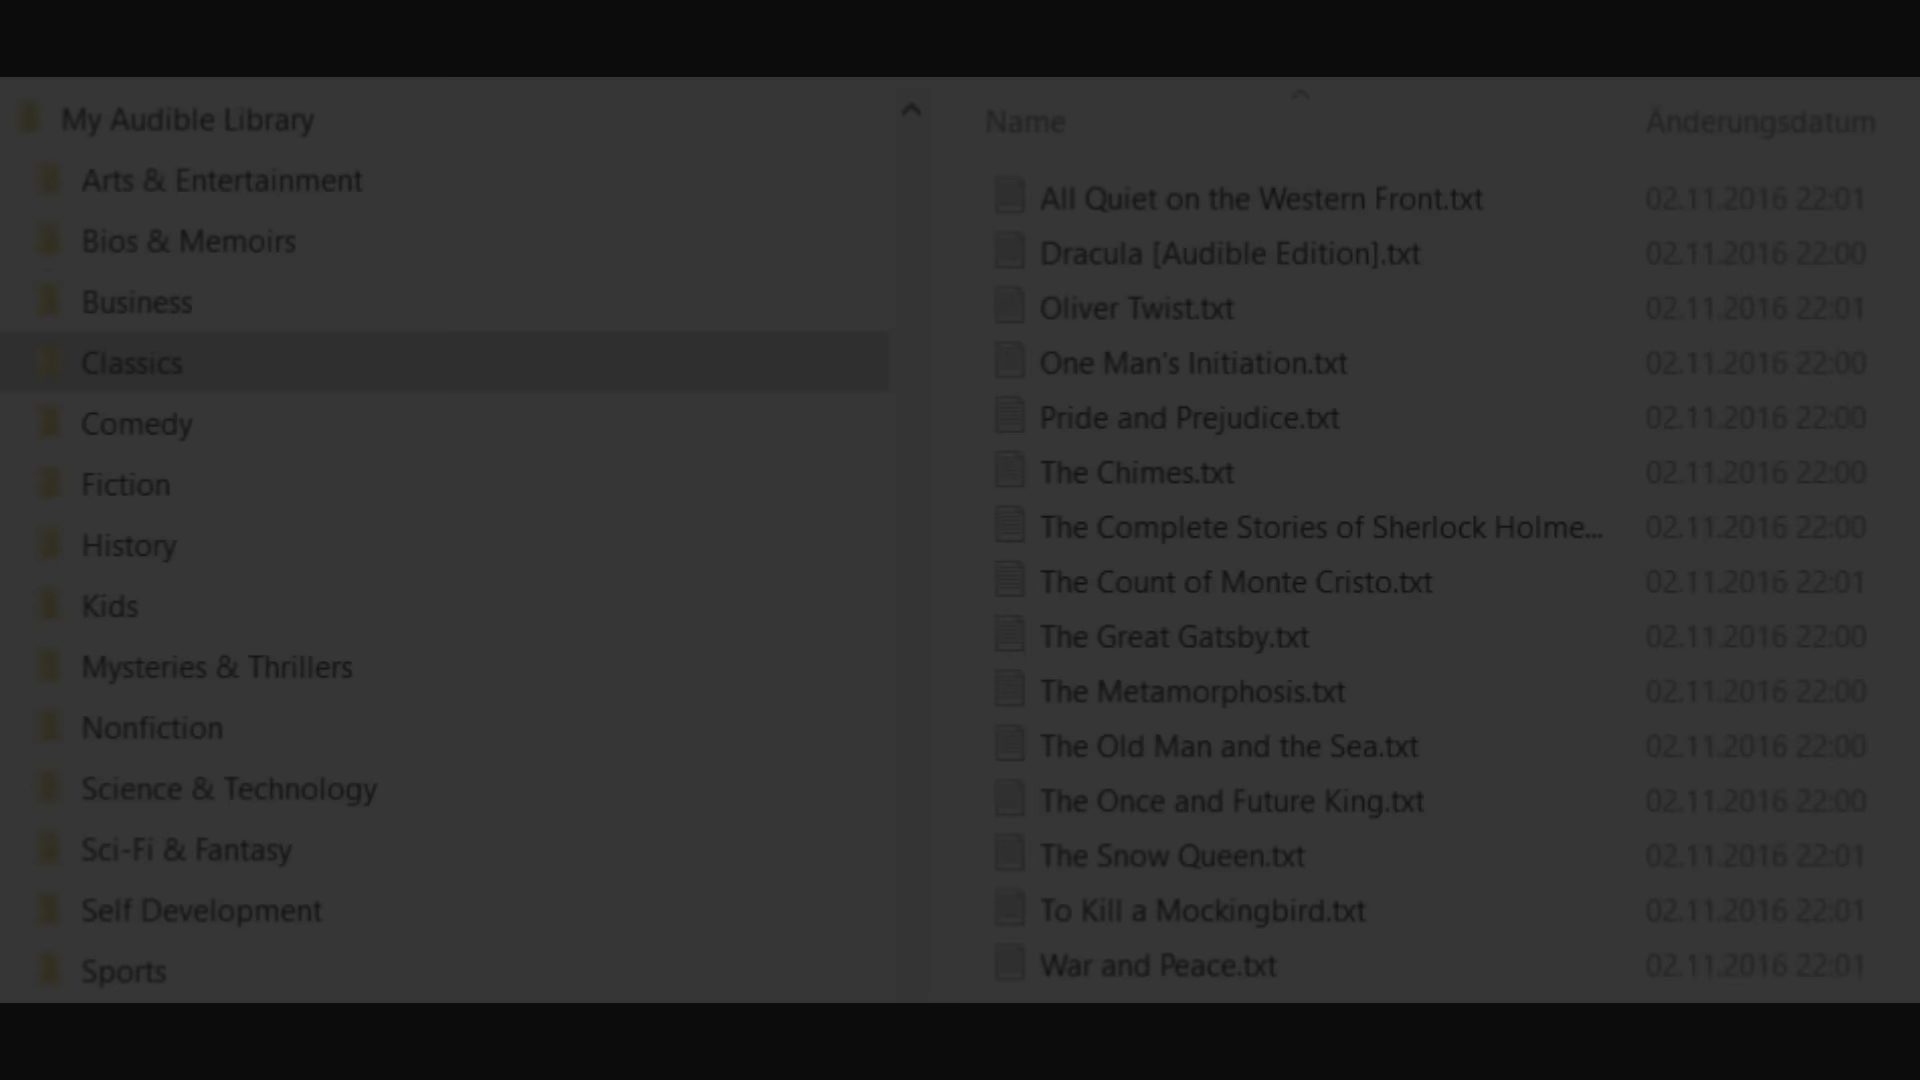 My Audible Library
Arts & Entertainment
Bios & Memoirs
Business
Classics
Comedy
Fiction
History
Kids
Mysteries & Thrillers
Nonfiction
Science & Technology
Sci-Fi & Fantasy
Self Development
Sports
Name Änderungsdatum
All Quiet on the Western Front.txt 02.11.2016 22:01
Dracula [Audible Edition].txt 02.11.2016 22:00
Oliver Twist.txt 02.11.2016 22:01
One Man's Initiation.txt 02.11.2016 22:00
Pride and Prejudice.txt 02.11.2016 22:00
The Chimes.txt 02.11.2016 22:00
The Complete Stories of Sherlock Holme... 02.11.2016 22:00
The Count of Monte Cristo.txt 02.11.2016 22:01
The Great Gatsby.txt 02.11.2016 22:00
The Metamorphosis.txt 02.11.2016 22:00
The Old Man and the Sea.txt 02.11.2016 22:00
The Once and Future King.txt 02.11.2016 22:00
The Snow Queen.txt 02.11.2016 22:01
To Kill a Mockingbird.txt 02.11.2016 22:01
War and Peace.txt 02.11.2016 22:01